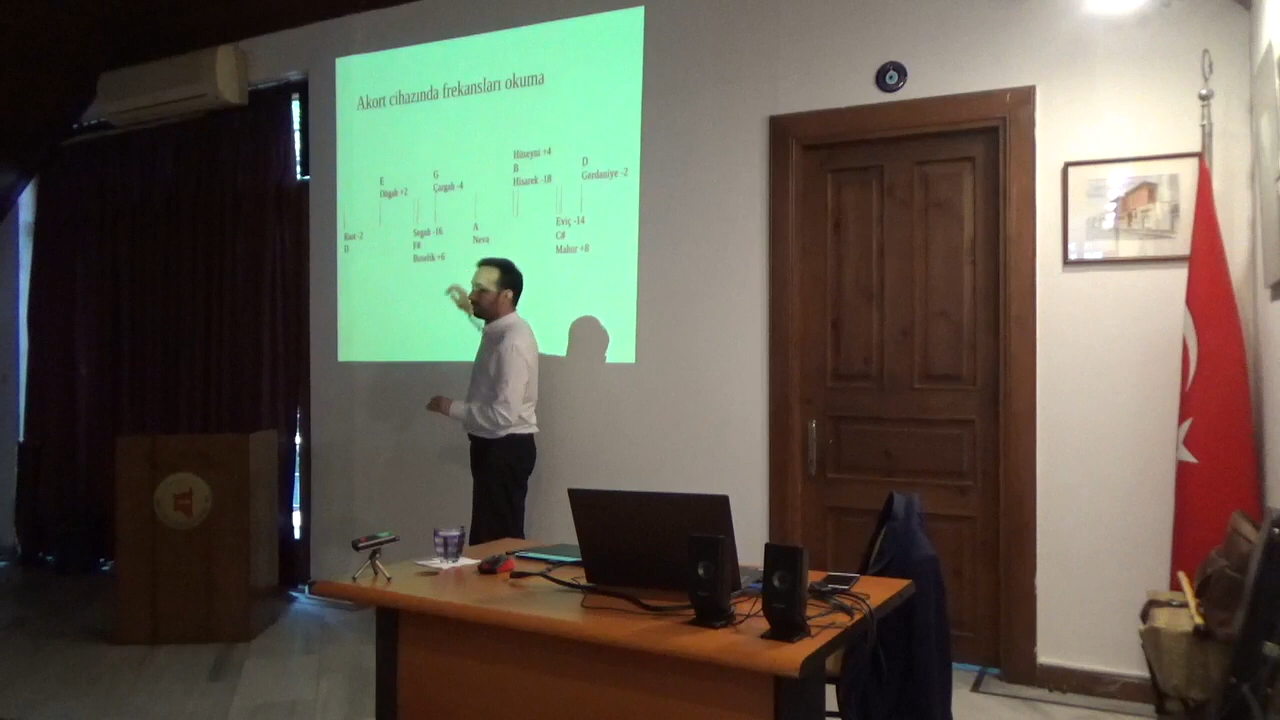 Akort cihazında frekansları okuma
Rast -2
D
E
Dügah +2
Segah -16
F#
Buselik +6
G
Çargah -4
A
Neva
Hüseyni +4
B
Hisarek -18
Eviç -14
C#
Mahur +8
D
Gerdaniye -2